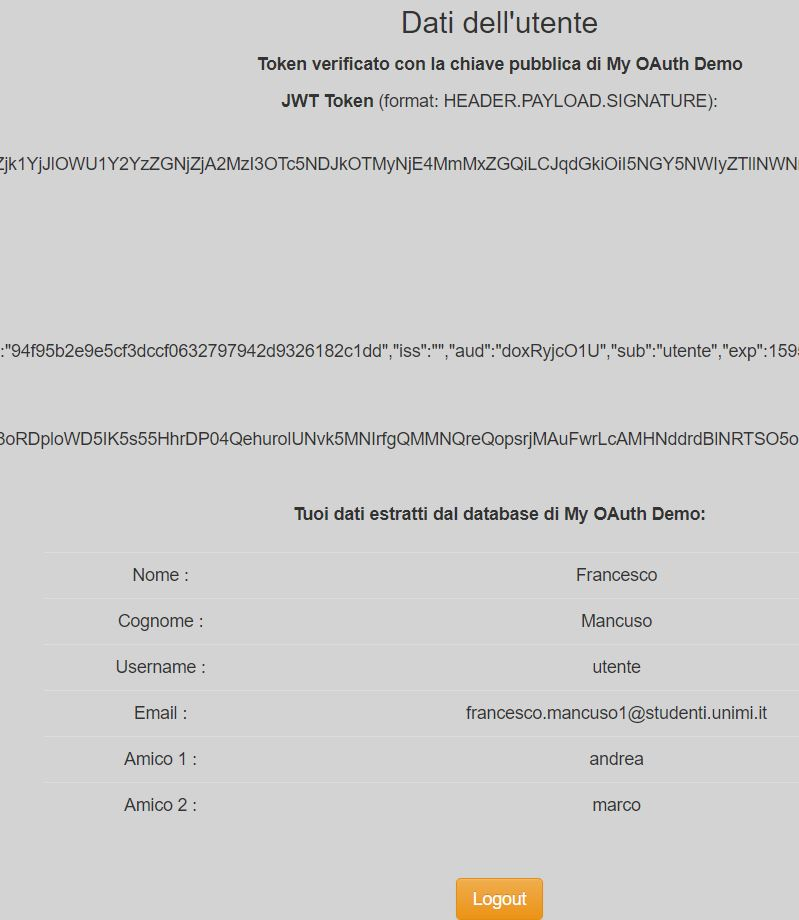 Dati dell'utente
Token verificato con la chiave pubblica di My OAuth Demo
JWT Token (format: HEADER.PAYLOAD.SIGNATURE):
Zjk1YjJlOWU1Y2YzZGNjZjA2MzI3OTc5NDJkOTMyNjE4MmMxZGQiLCJqdGkiOiI5NGY5NWIyZTllNWN
:"94f95b2e9e5cf3dccf0632797942d9326182c1dd","iss":"","aud":"doxRyjcO1U","sub":"utente","exp":1595
BoRDploWD5IK5s55HhrDP04QehurolUNvk5MNIrfgQMMNQreQopsrjMAuFwrLcAMHNddrdBlNRTSO5o
Tuoi dati estratti dal database di My OAuth Demo:
Nome : Francesco
Cognome : Mancuso
Username : utente
Email : francesco.mancuso1@studenti.unimi.it
Amico 1 : andrea
Amico 2 : marco
Logout